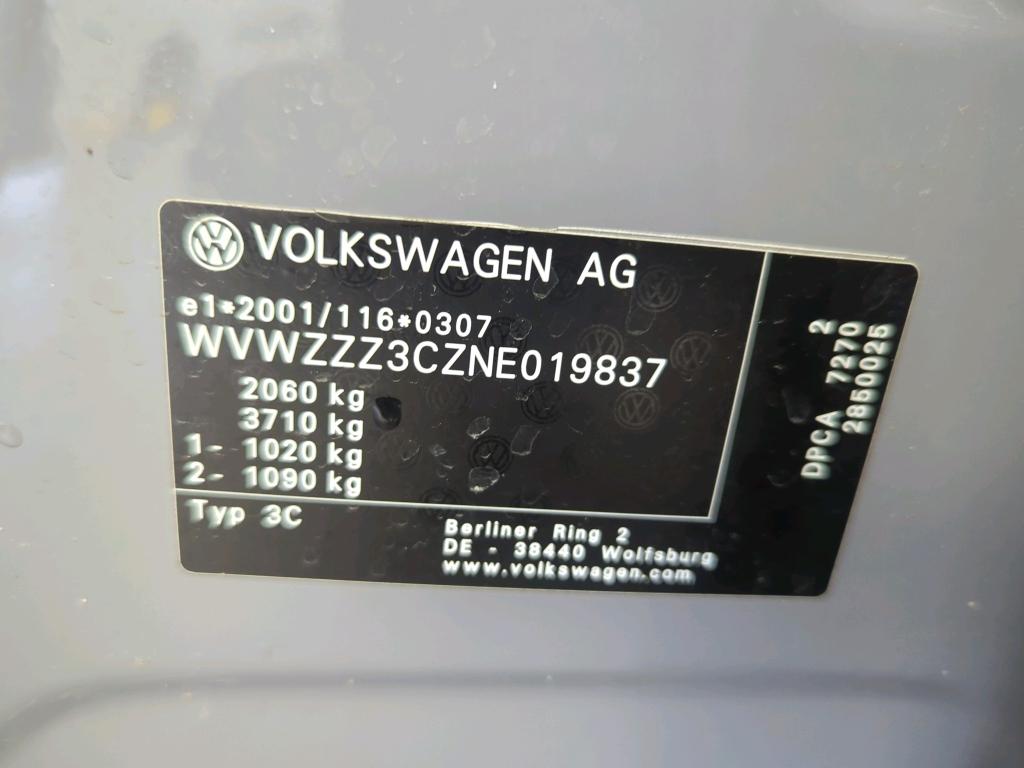 VOLKSWAGEN AG
e1*2001/116*0307
WVWZZZ3CZNE019837
2060 kg
3710 kg
1- 1020 kg
2- 1090 kg
Typ 3C
Berliner Ring 2
DE - 38440 Wolfsburg
www.volkswagen.com
DPCA 7270 2
2850025